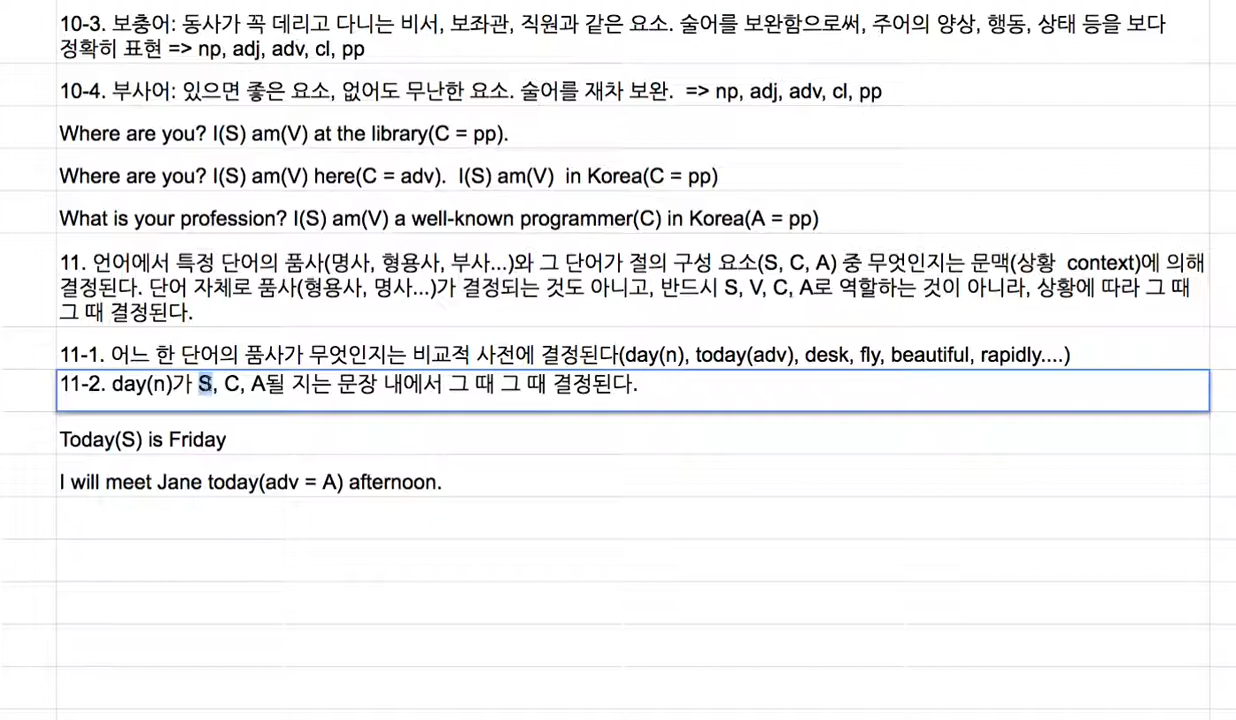 10-3. 보충어: 동사가 꼭 데리고 다니는 비서, 보좌관, 직원과 같은 요소. 술어를 보완함으로써, 주어의 양상, 행동, 상태 등을 보다
정확히 표현 => np, adj, adv, cl, pp
10-4. 부사어: 있으면 좋은 요소, 없어도 무난한 요소. 술어를 재차 보완.  => np, adj, adv, cl, pp
Where are you? I(S) am(V) at the library(C = pp).
Where are you? I(S) am(V) here(C = adv).  I(S) am(V)  in Korea(C = pp)
What is your profession? I(S) am(V) a well-known programmer(C) in Korea(A = pp)
11. 언어에서 특정 단어의 품사(명사, 형용사, 부사...)와 그 단어가 절의 구성 요소(S, C, A) 중 무엇인지는 문맥(상황  context)에 의해
결정된다. 단어 자체로 품사(형용사, 명사...)가 결정되는 것도 아니고, 반드시 S, V, C, A로 역할하는 것이 아니라, 상황에 따라 그 때
그 때 결정된다.
11-1. 어느 한 단어의 품사가 무엇인지는 비교적 사전에 결정된다(day(n), today(adv), desk, fly, beautiful, rapidly....)
11-2. day(n)가 S, C, A될 지는 문장 내에서 그 때 그 때 결정된다.
Today(S) is Friday
I will meet Jane today(adv = A) afternoon.